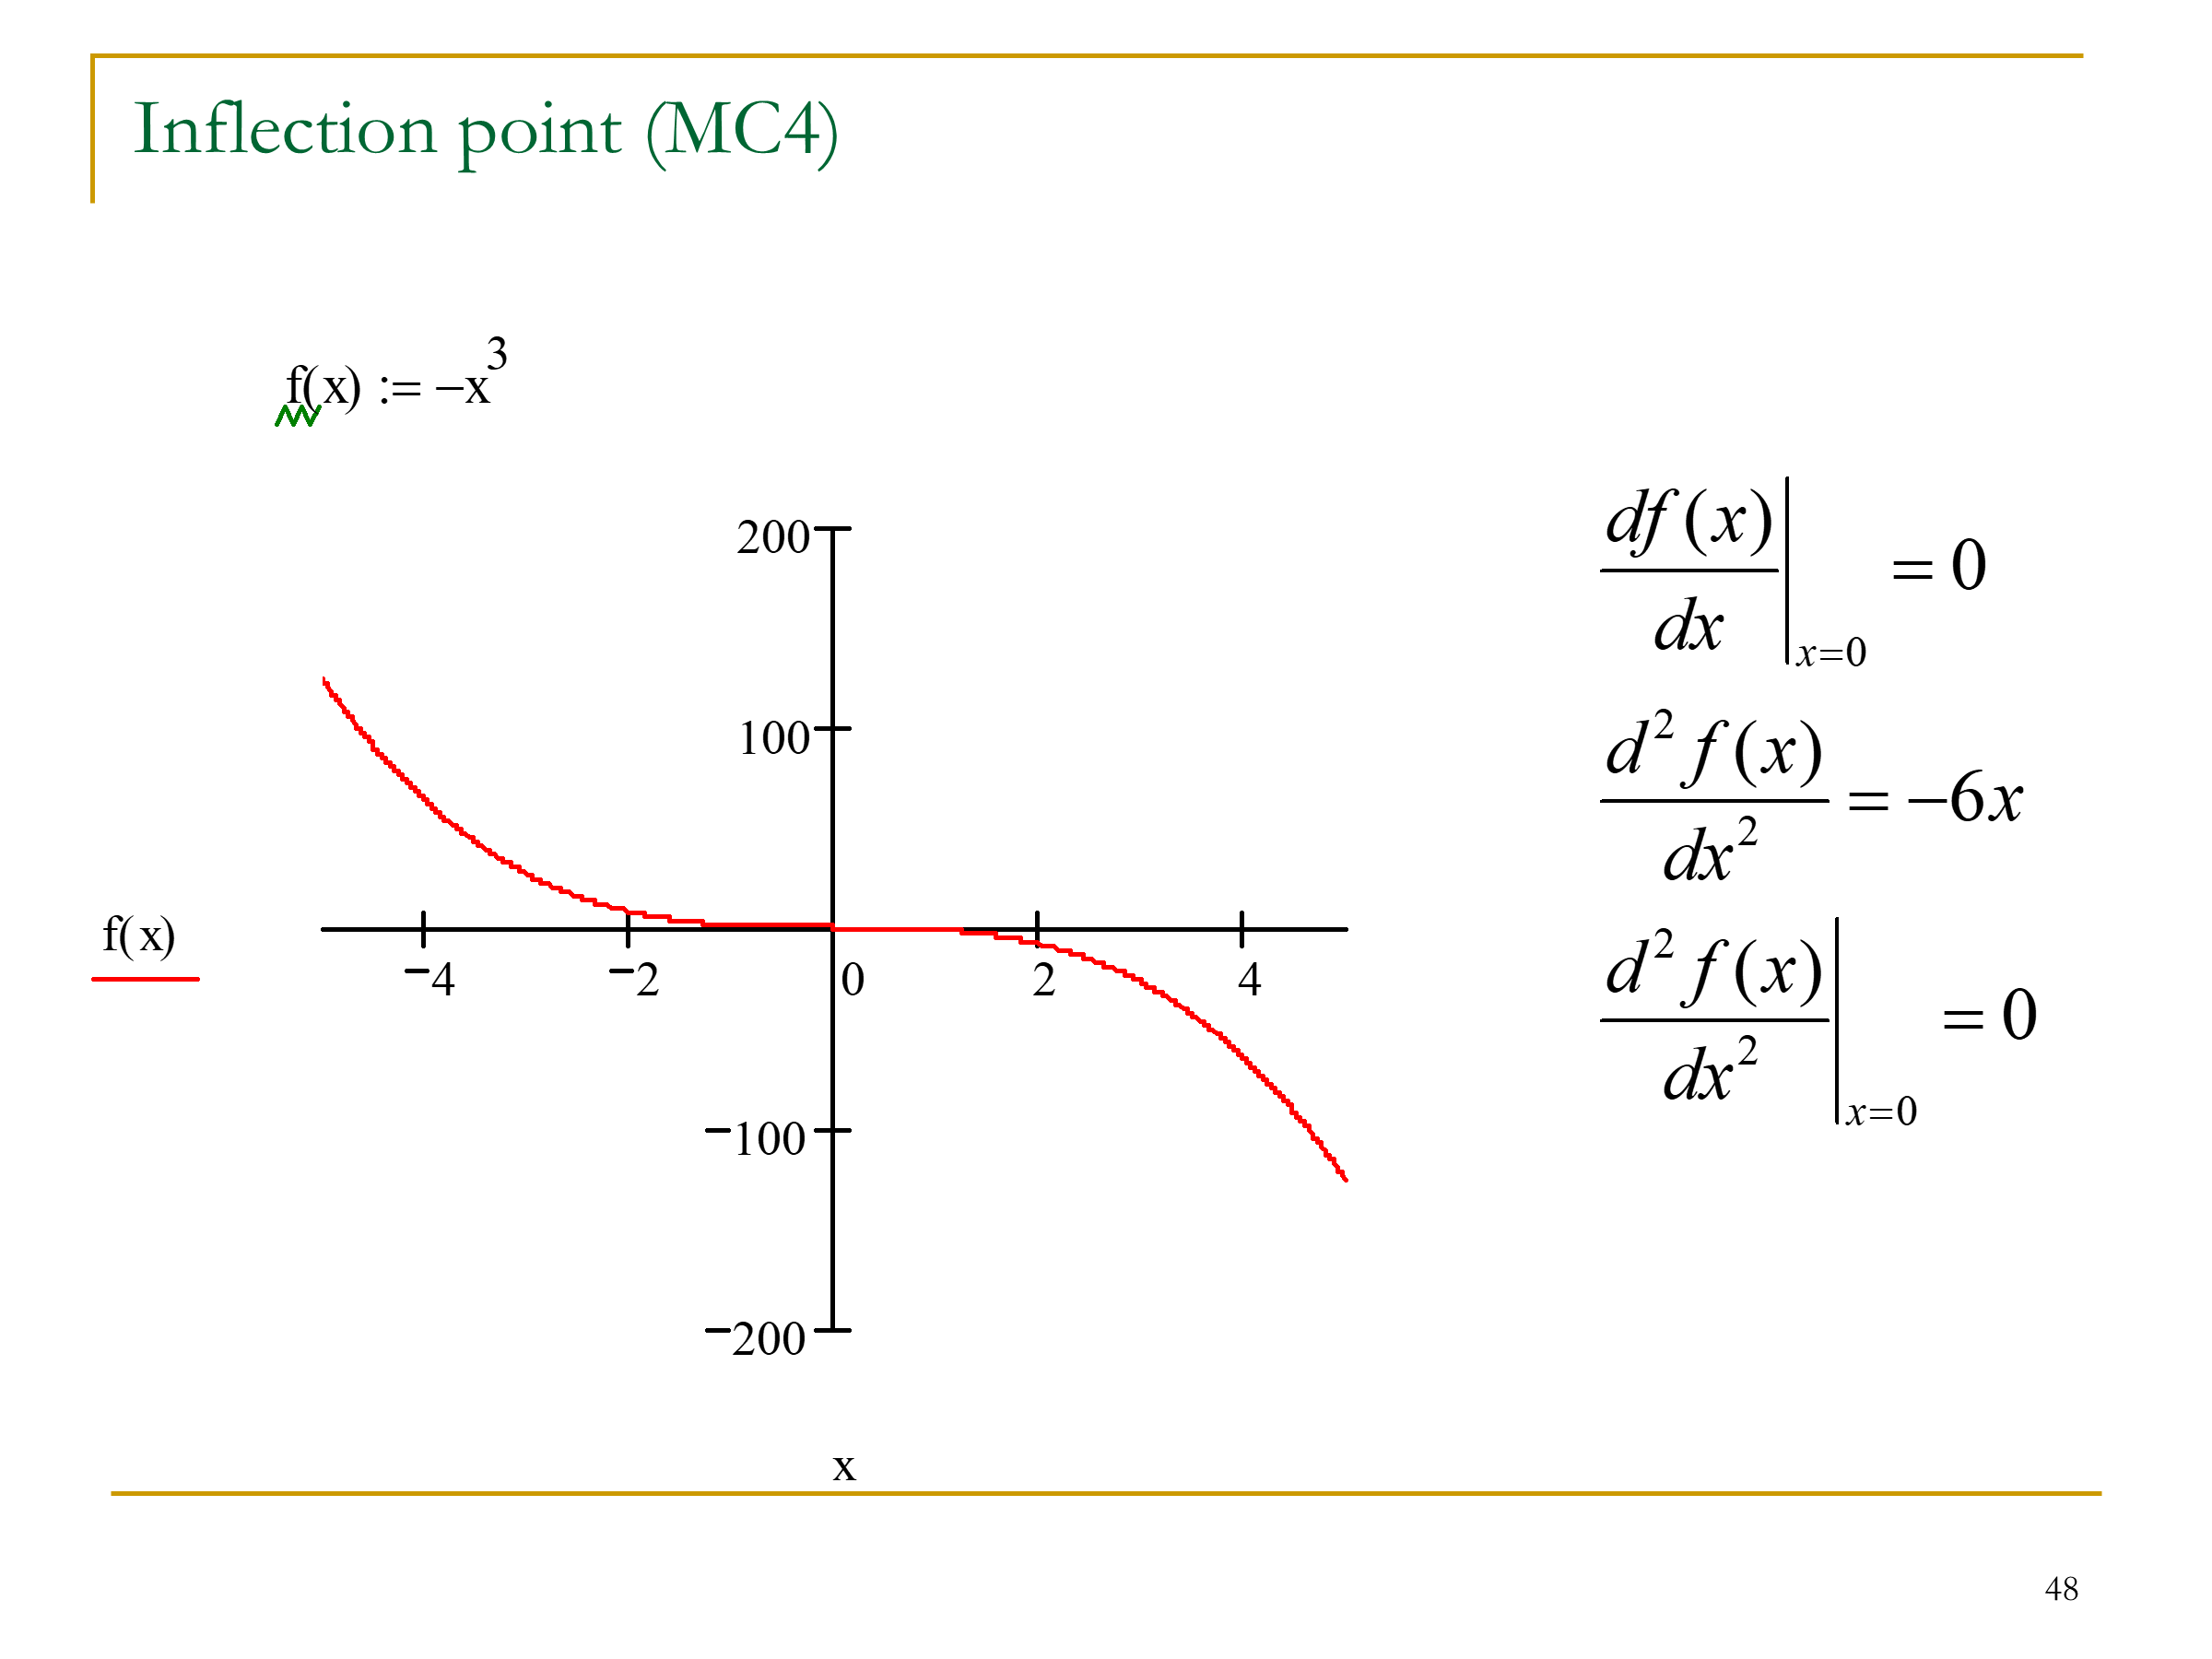 Inflection point (MC4)
f(x) := −x³
200
100
f(x)
−4 −2 0 2 4
−100
−200
x
df(x)/dx |x=0 = 0
d²f(x)/dx² = −6x
d²f(x)/dx² |x=0 = 0
48